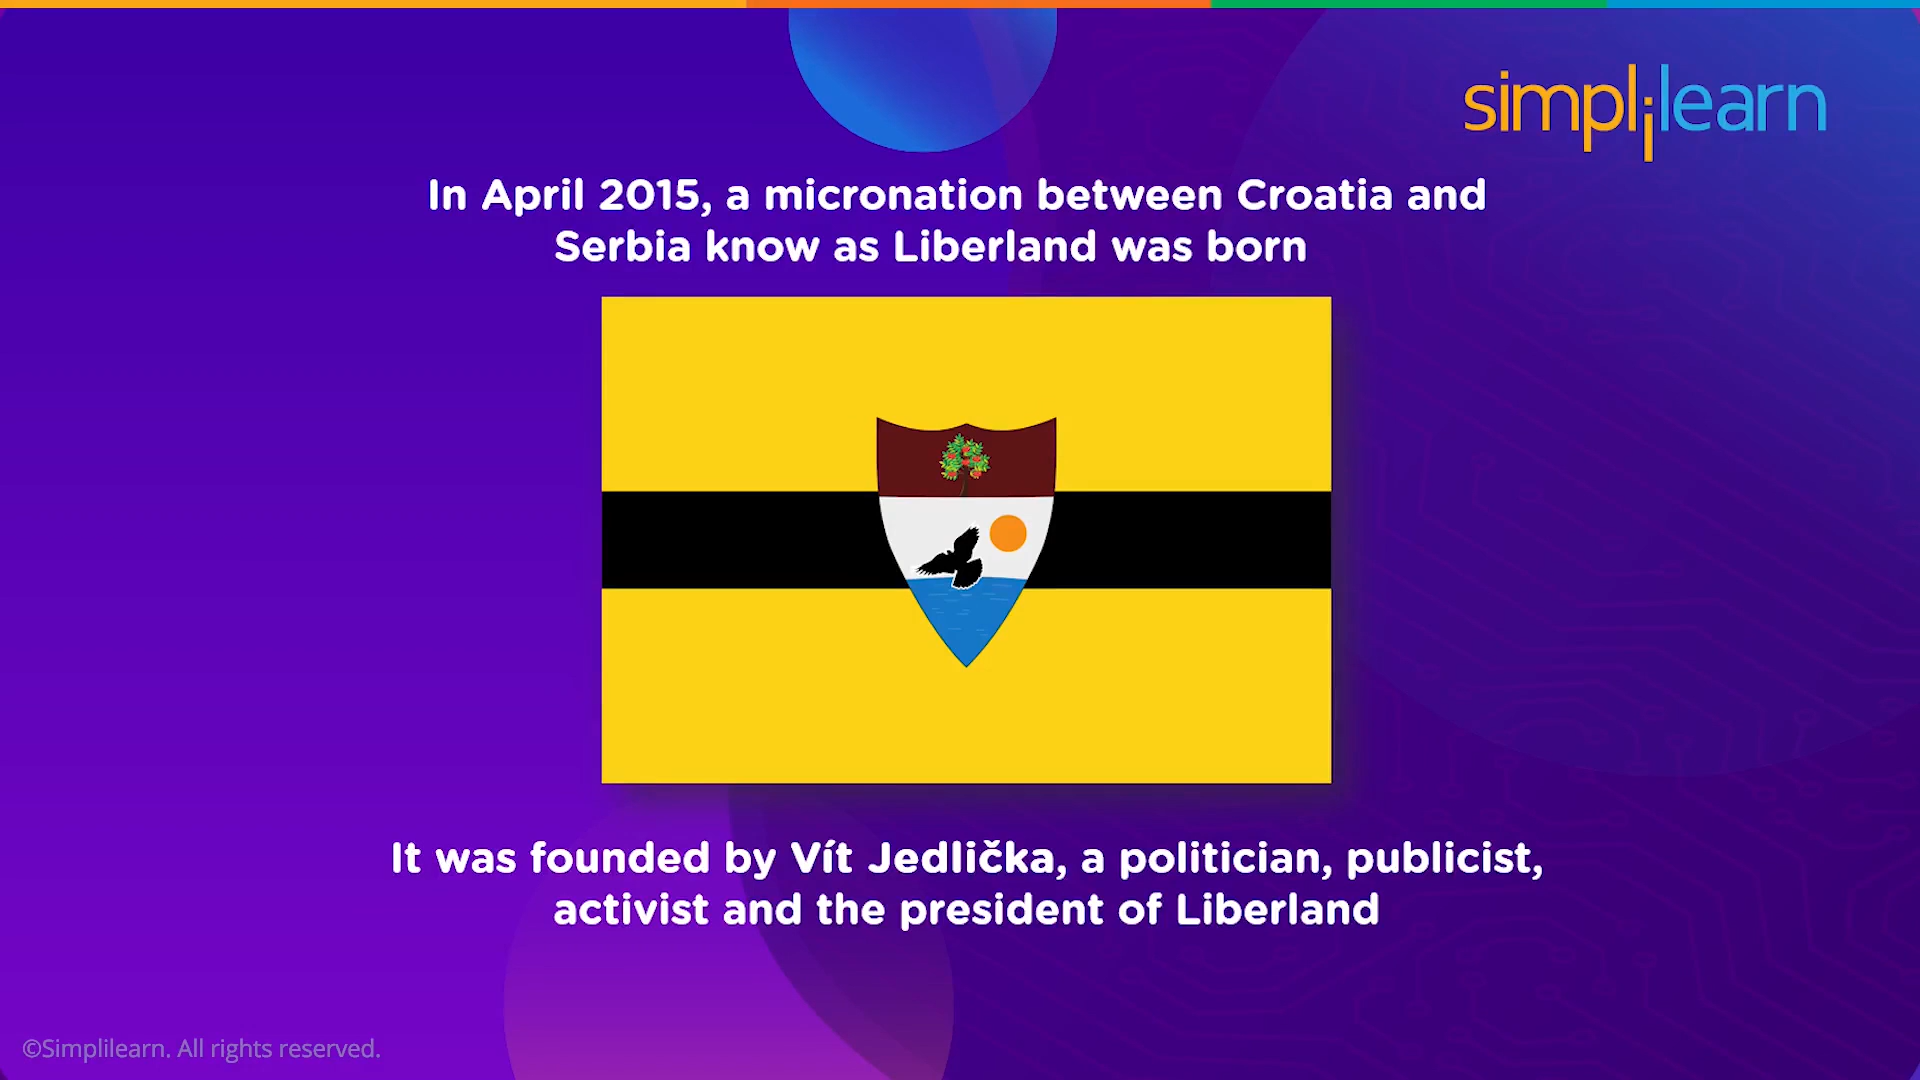 simplilearn
In April 2015, a micronation between Croatia and
Serbia know as Liberland was born
It was founded by Vít Jedlička, a politician, publicist,
activist and the president of Liberland
©Simplilearn. All rights reserved.